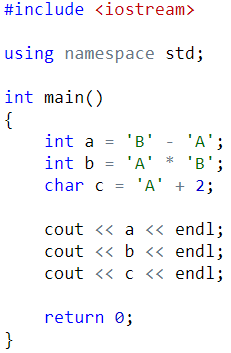 #include <iostream>

using namespace std;

int main()
{
    int a = 'B' - 'A';
    int b = 'A' * 'B';
    char c = 'A' + 2;

    cout << a << endl;
    cout << b << endl;
    cout << c << endl;

    return 0;
}